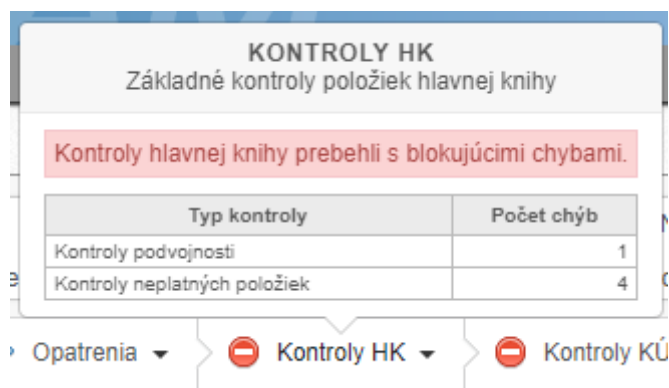 KONTROLY HK
Základné kontroly položiek hlavnej knihy
Kontroly hlavnej knihy prebehli s blokujúcimi chybami.
Typ kontroly Počet chýb
Kontroly podvojnosti 1
Kontroly neplatných položiek 4
Opatrenia Kontroly HK Kontroly KÚ